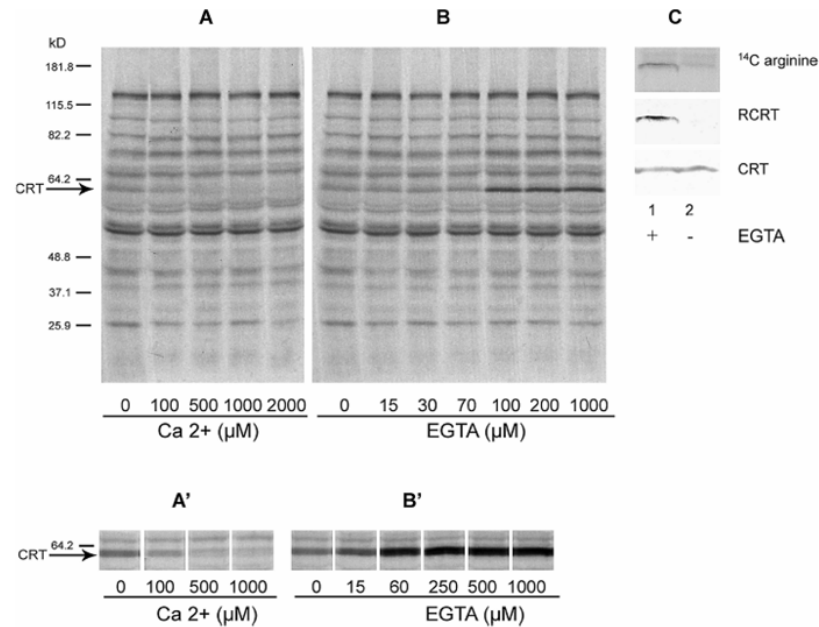 A B C
kD
181.8
115.5
82.2
64.2
CRT
48.8
37.1
25.9
14C arginine
RCRT
CRT
1 2
+ - EGTA
0 100 500 1000 2000
Ca 2+ (µM)
0 15 30 70 100 200 1000
EGTA (µM)
A' B'
64.2
CRT
0 100 500 1000
Ca 2+ (µM)
0 15 60 250 500 1000
EGTA (µM)